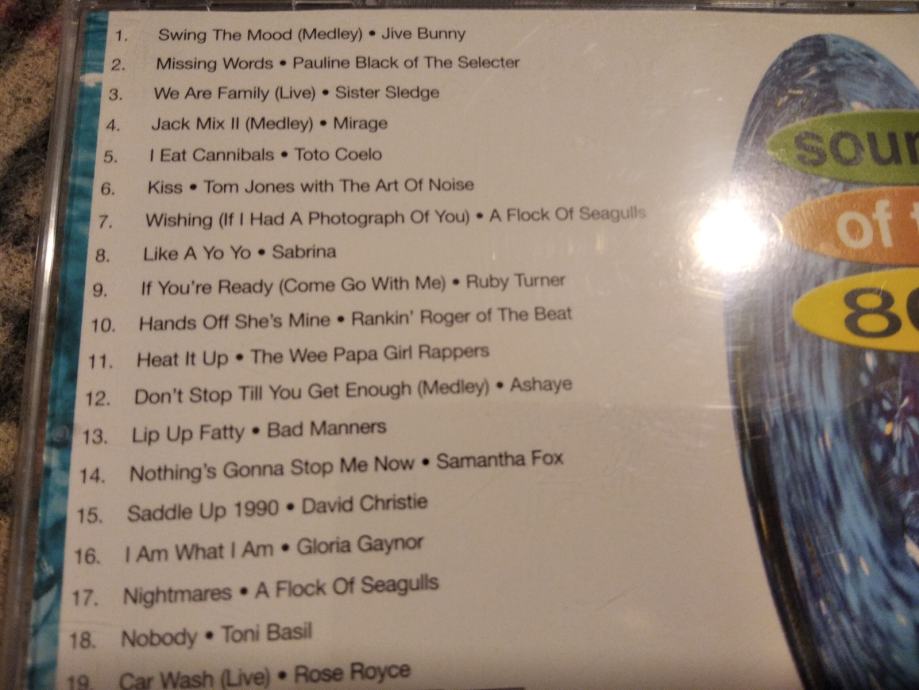 1. Swing The Mood (Medley) • Jive Bunny
2. Missing Words • Pauline Black of The Selecter
3. We Are Family (Live) • Sister Sledge
4. Jack Mix II (Medley) • Mirage
5. I Eat Cannibals • Toto Coelo
6. Kiss • Tom Jones with The Art Of Noise
7. Wishing (If I Had A Photograph Of You) • A Flock Of Seagulls
8. Like A Yo Yo • Sabrina
9. If You're Ready (Come Go With Me) • Ruby Turner
10. Hands Off She's Mine • Rankin' Roger of The Beat
11. Heat It Up • The Wee Papa Girl Rappers
12. Don't Stop Till You Get Enough (Medley) • Ashaye
13. Lip Up Fatty • Bad Manners
14. Nothing's Gonna Stop Me Now • Samantha Fox
15. Saddle Up 1990 • David Christie
16. I Am What I Am • Gloria Gaynor
17. Nightmares • A Flock Of Seagulls
18. Nobody • Toni Basil
19. Car Wash (Live) • Rose Royce
of